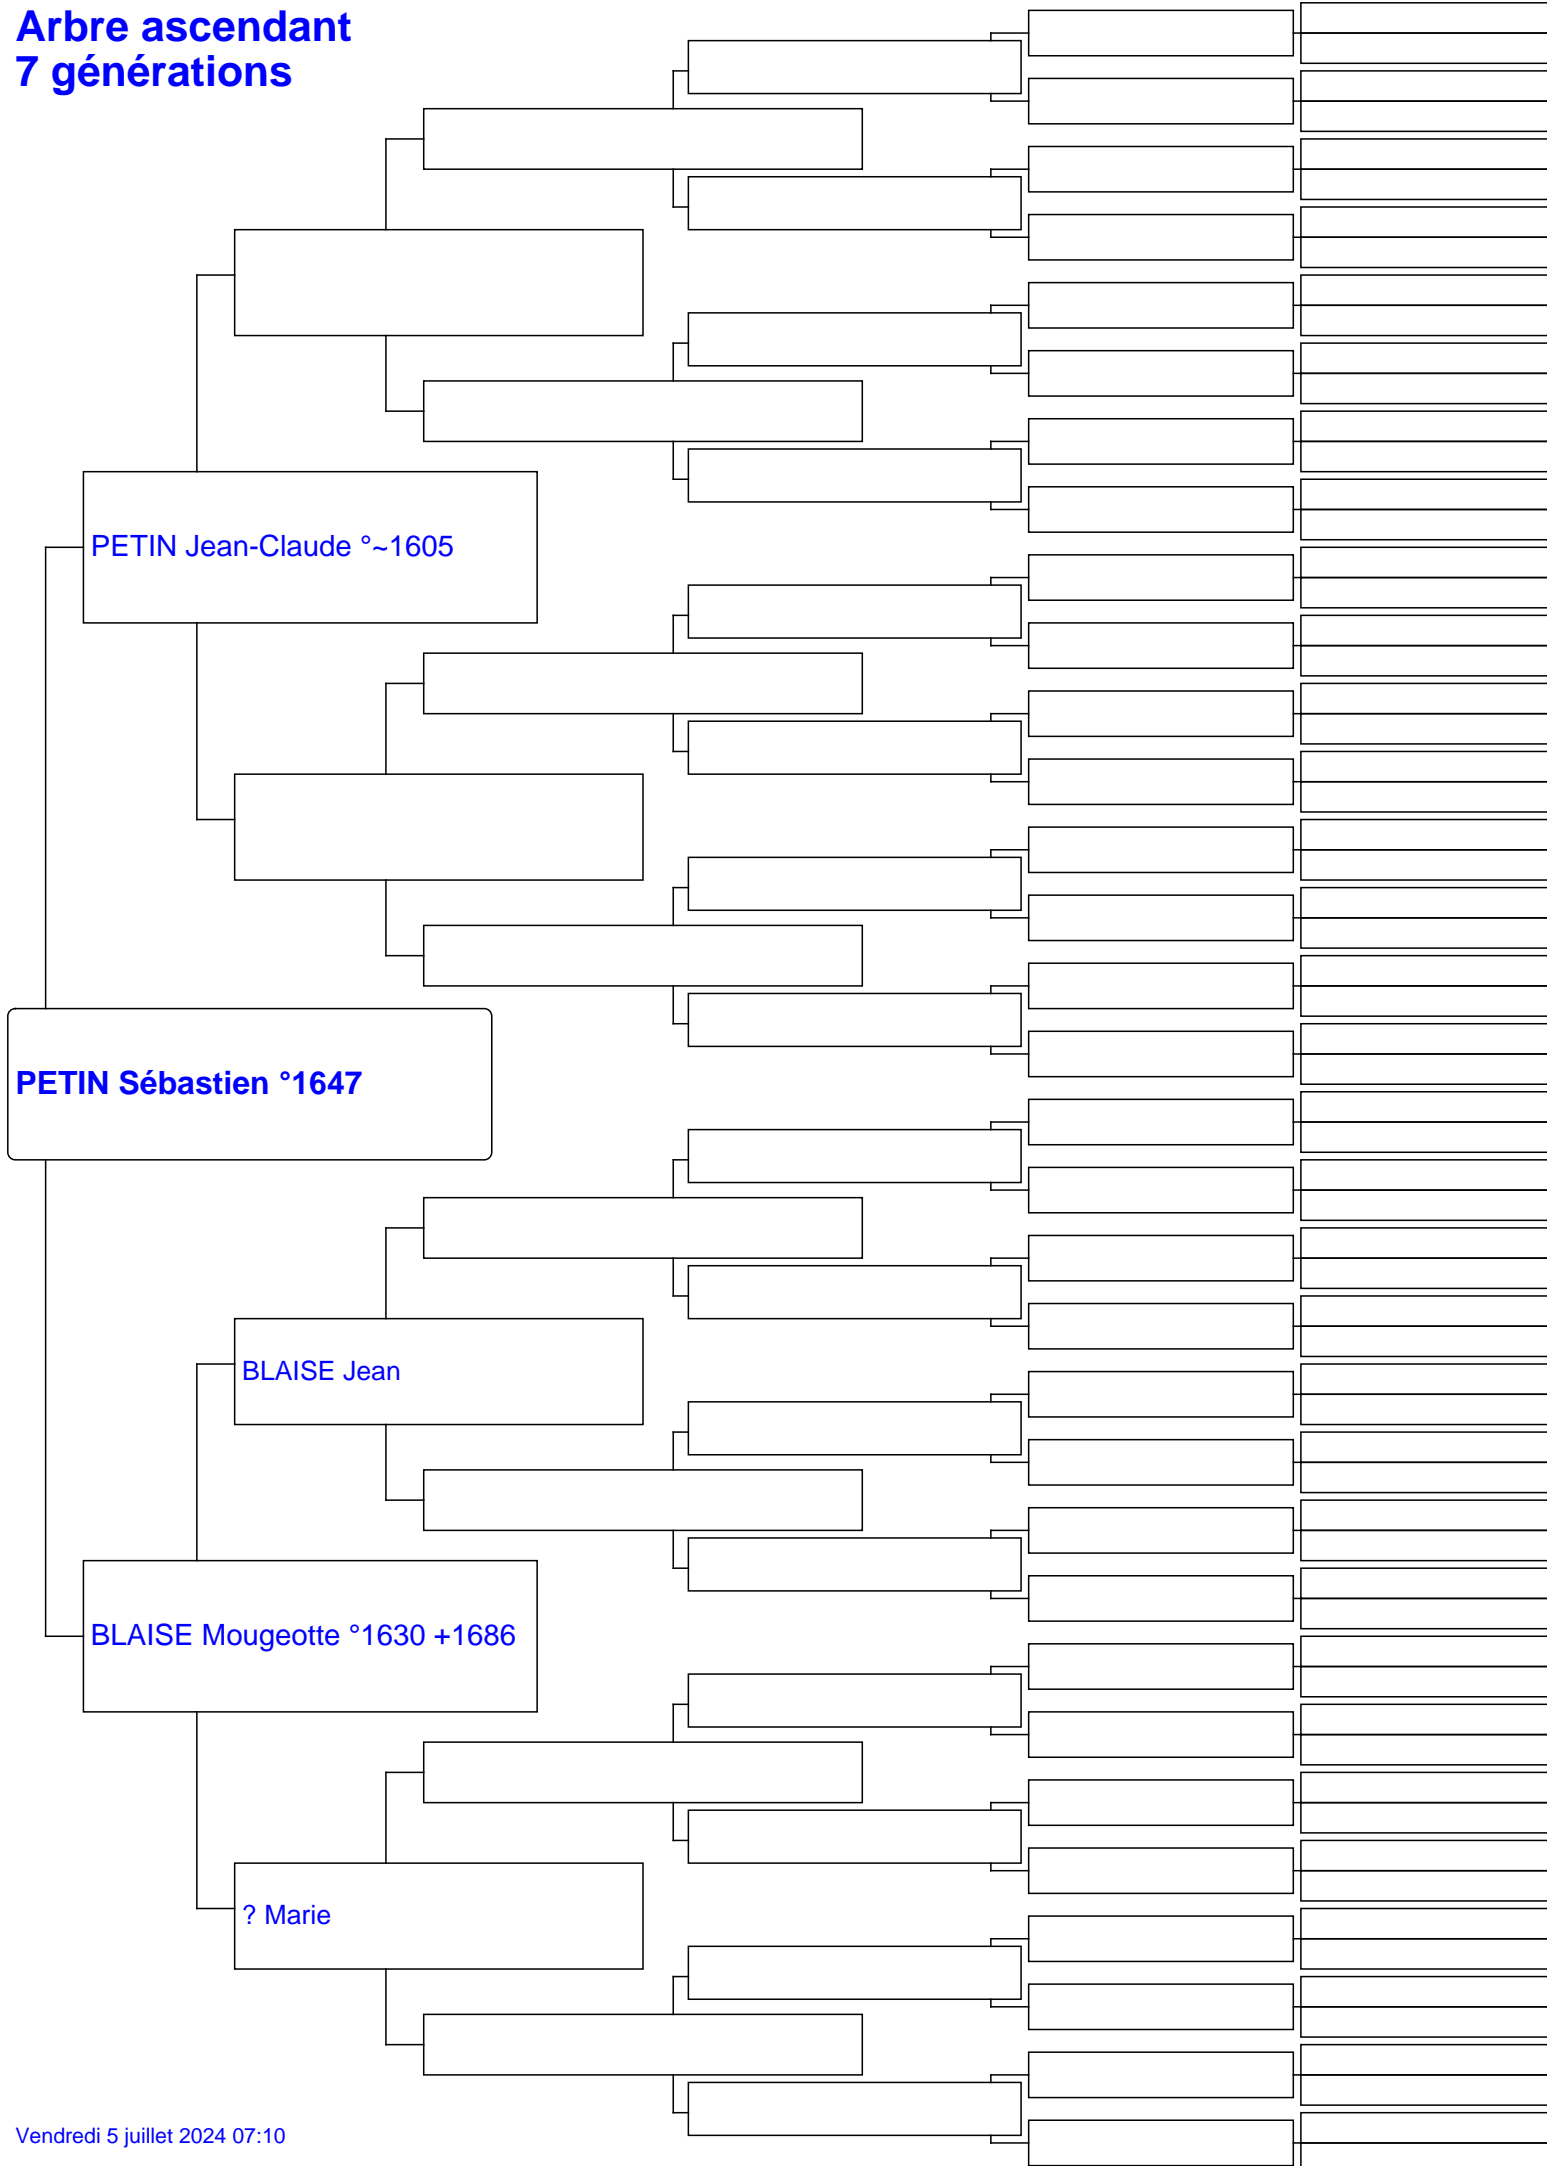 Arbre ascendant
7 générations
PETIN Jean-Claude °~1605
PETIN Sébastien °1647
BLAISE Jean
BLAISE Mougeotte °1630 +1686
? Marie
Vendredi 5 juillet 2024 07:10